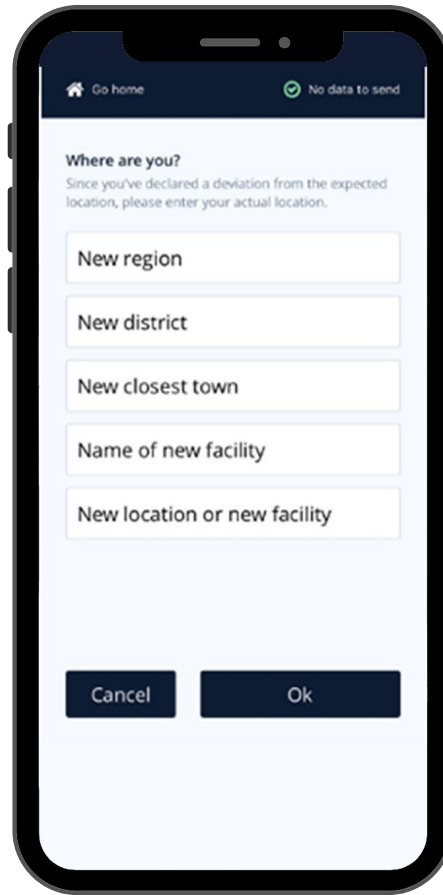 Go home
No data to send
Where are you?
Since you've declared a deviation from the expected
location, please enter your actual location.
New region
New district
New closest town
Name of new facility
New location or new facility
Cancel
Ok